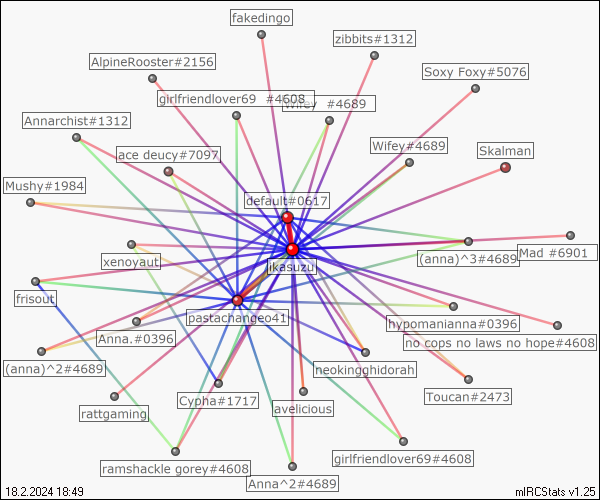 fakedingo
zibbits#1312
AlpineRooster#2156
Soxy Foxy#5076
girlfriendlover69 #4608
Wifey #4689
Annarchist#1312
Wifey#4689
ace deucy#7097
Skalman
Mushy#1984
default#0617
xenoyaut
ikasuzu
(anna)^3#4689
Mad #6901
frisout
pastachangeo41
hypomanianna#0396
Anna.#0396
no cops no laws no hope#4608
(anna)^2#4689
neokingghidorah
rattgaming
Cypha#1717
avelicious
Toucan#2473
ramshackle gorey#4608
girlfriendlover69#4608
Anna^2#4689
18.2.2024 18:49
mIRCStats v1.25